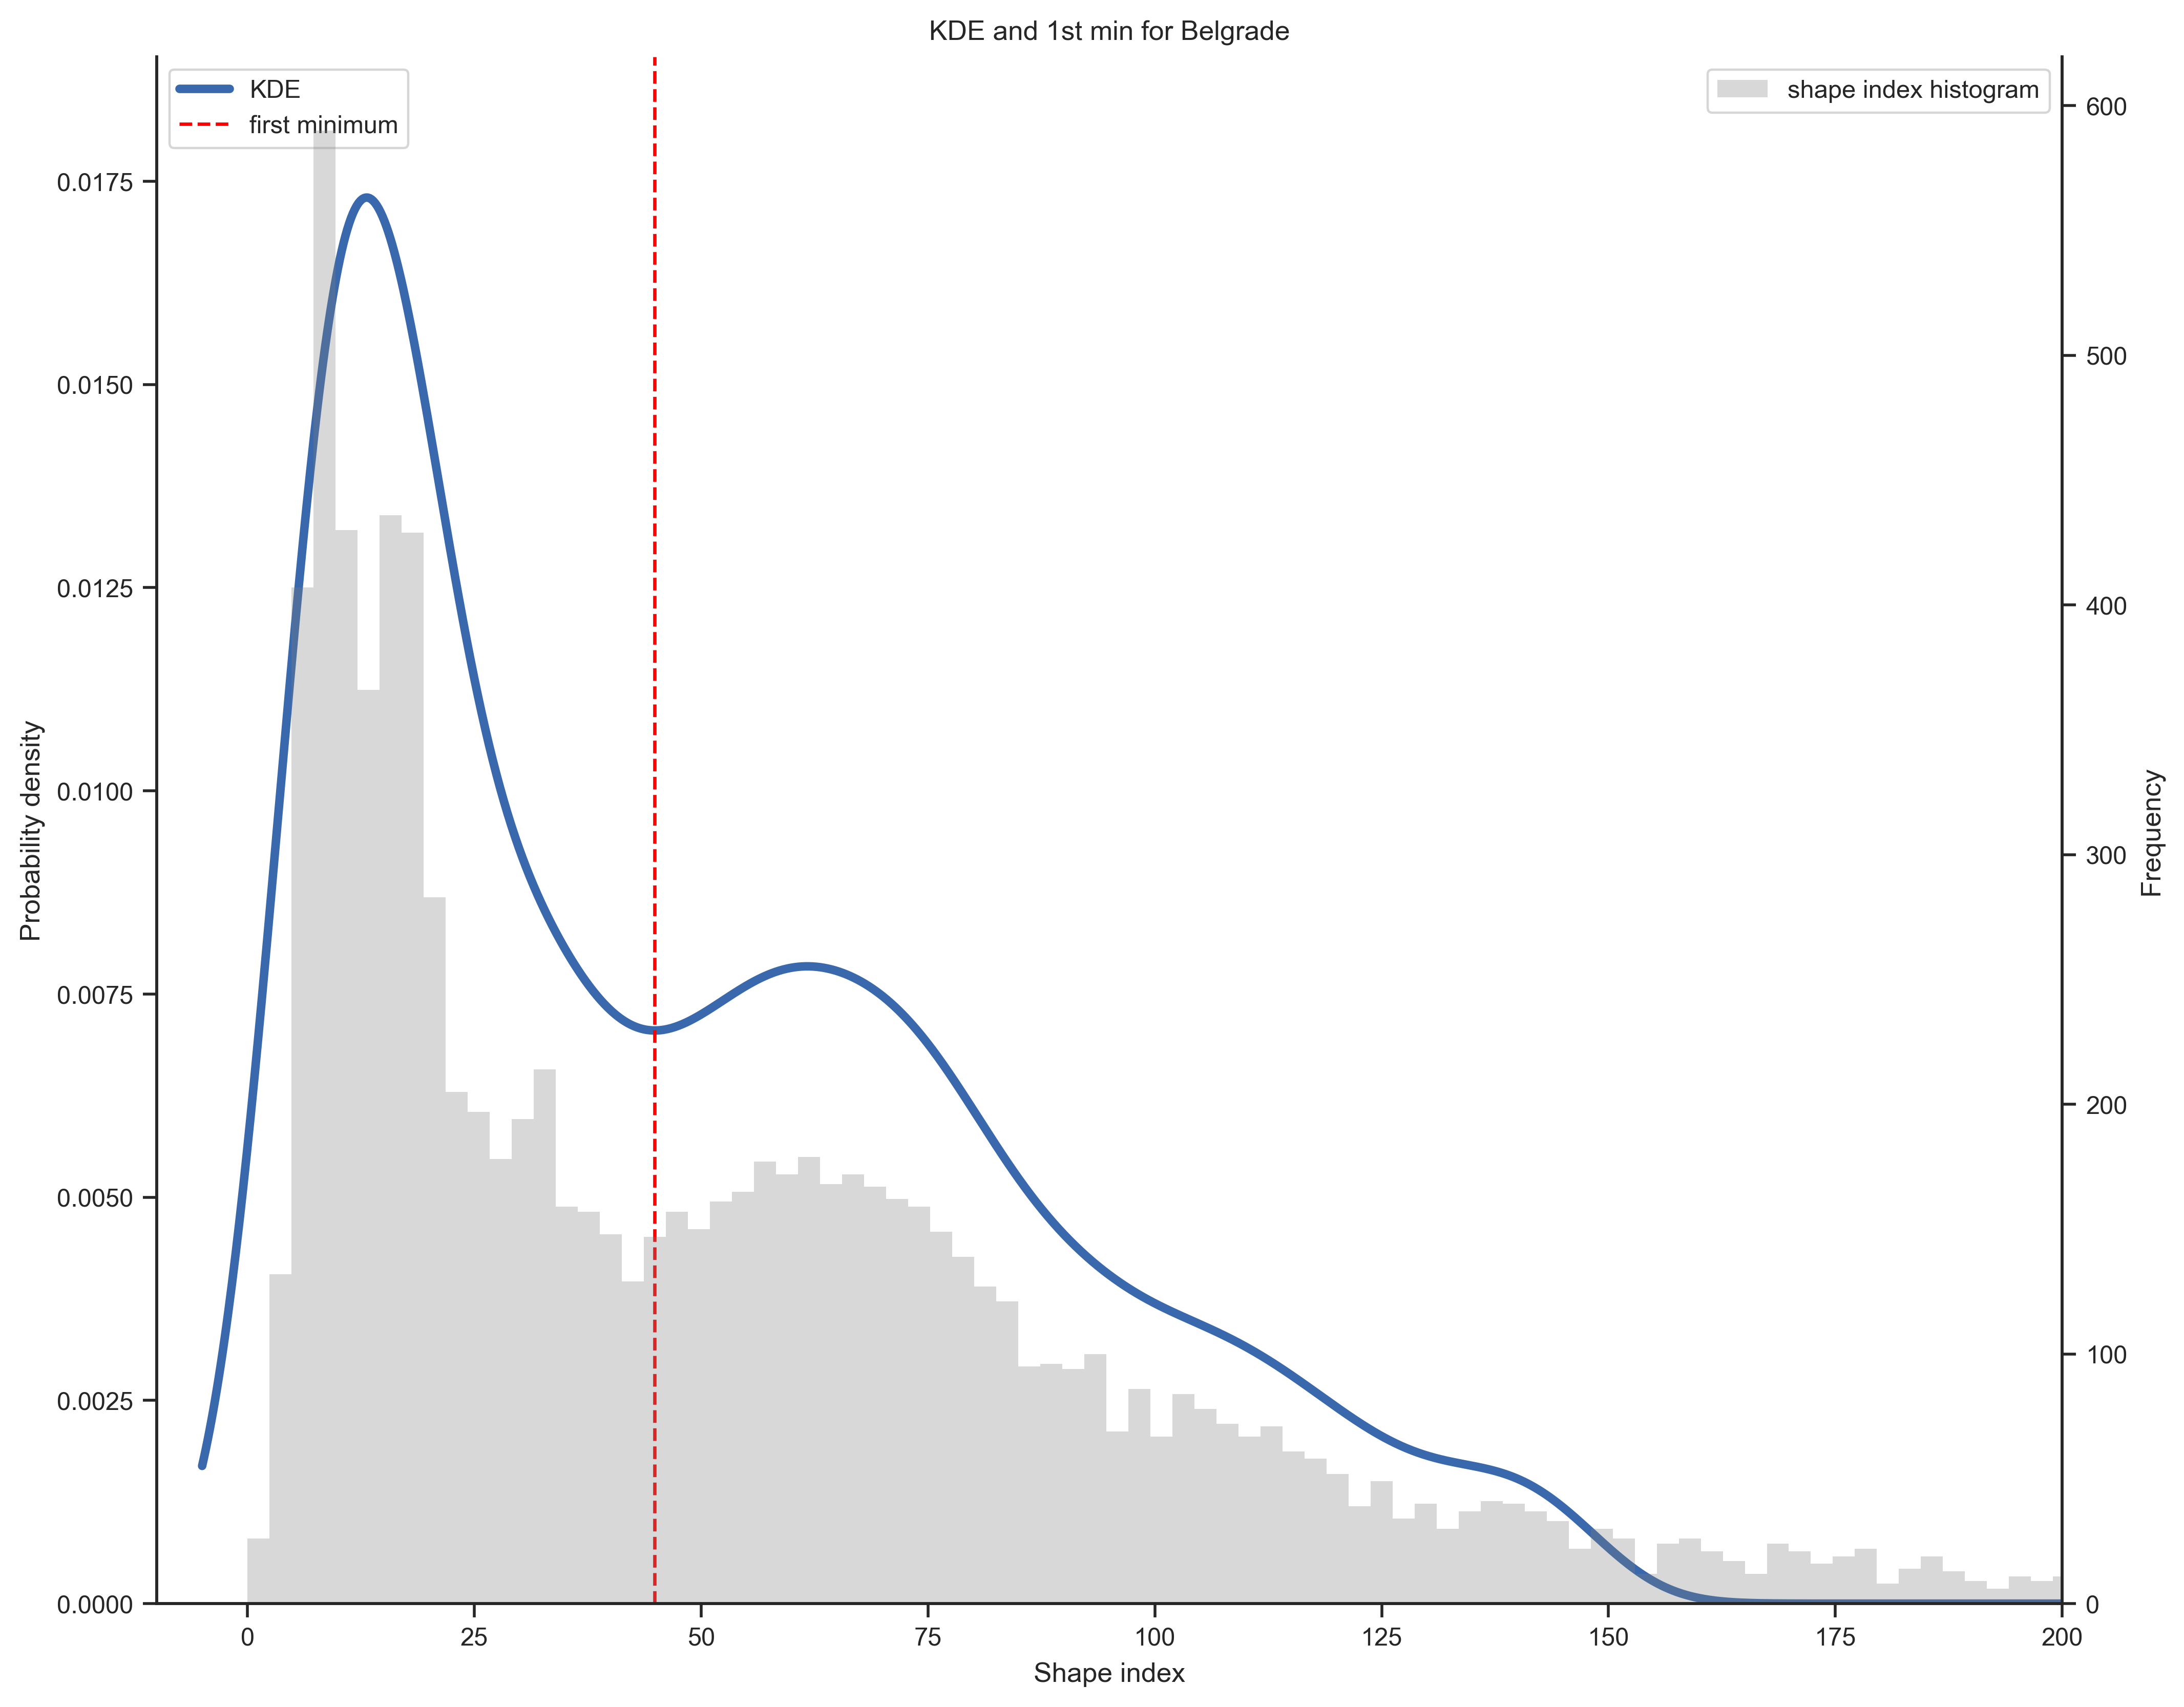 KDE and 1st min for Belgrade
KDE
first minimum
shape index histogram
Probability density
0.0175
0.0150
0.0125
0.0100
0.0075
0.0050
0.0025
0.0000
600
500
400
300
200
100
0
Frequency
0 25 50 75 100 125 150 175 200
Shape index